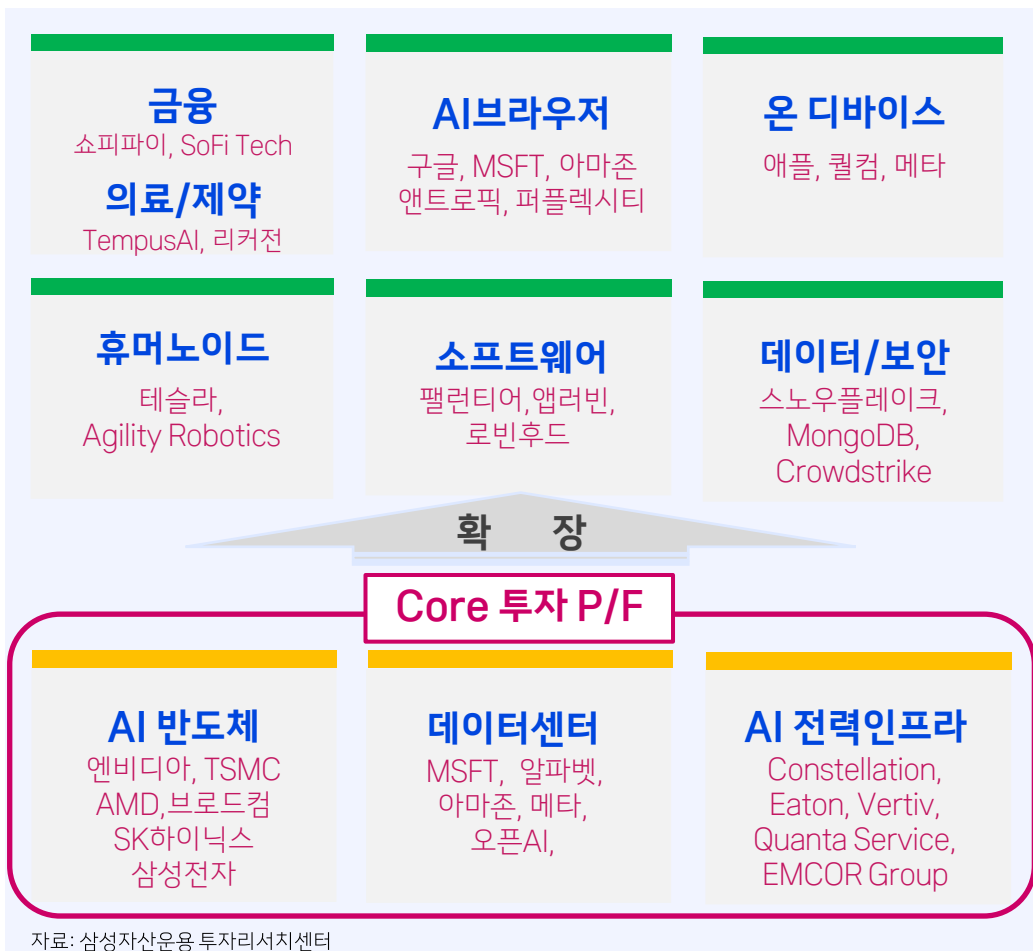 금융
쇼피파이, SoFi Tech
의료/제약
TempusAI, 리커전
AI브라우저
구글, MSFT, 아마존
앤트로픽, 퍼플렉시티
온 디바이스
애플, 퀄컴, 메타
휴머노이드
테슬라,
Agility Robotics
소프트웨어
팰런티어,앱러빈,
로빈후드
데이터/보안
스노우플레이크,
MongoDB,
Crowdstrike
확 장
Core 투자 P/F
AI 반도체
엔비디아, TSMC
AMD,브로드컴
SK하이닉스
삼성전자
데이터센터
MSFT, 알파벳,
아마존, 메타,
오픈AI,
AI 전력인프라
Constellation,
Eaton, Vertiv,
Quanta Service,
EMCOR Group
자료: 삼성자산운용 투자리서치센터